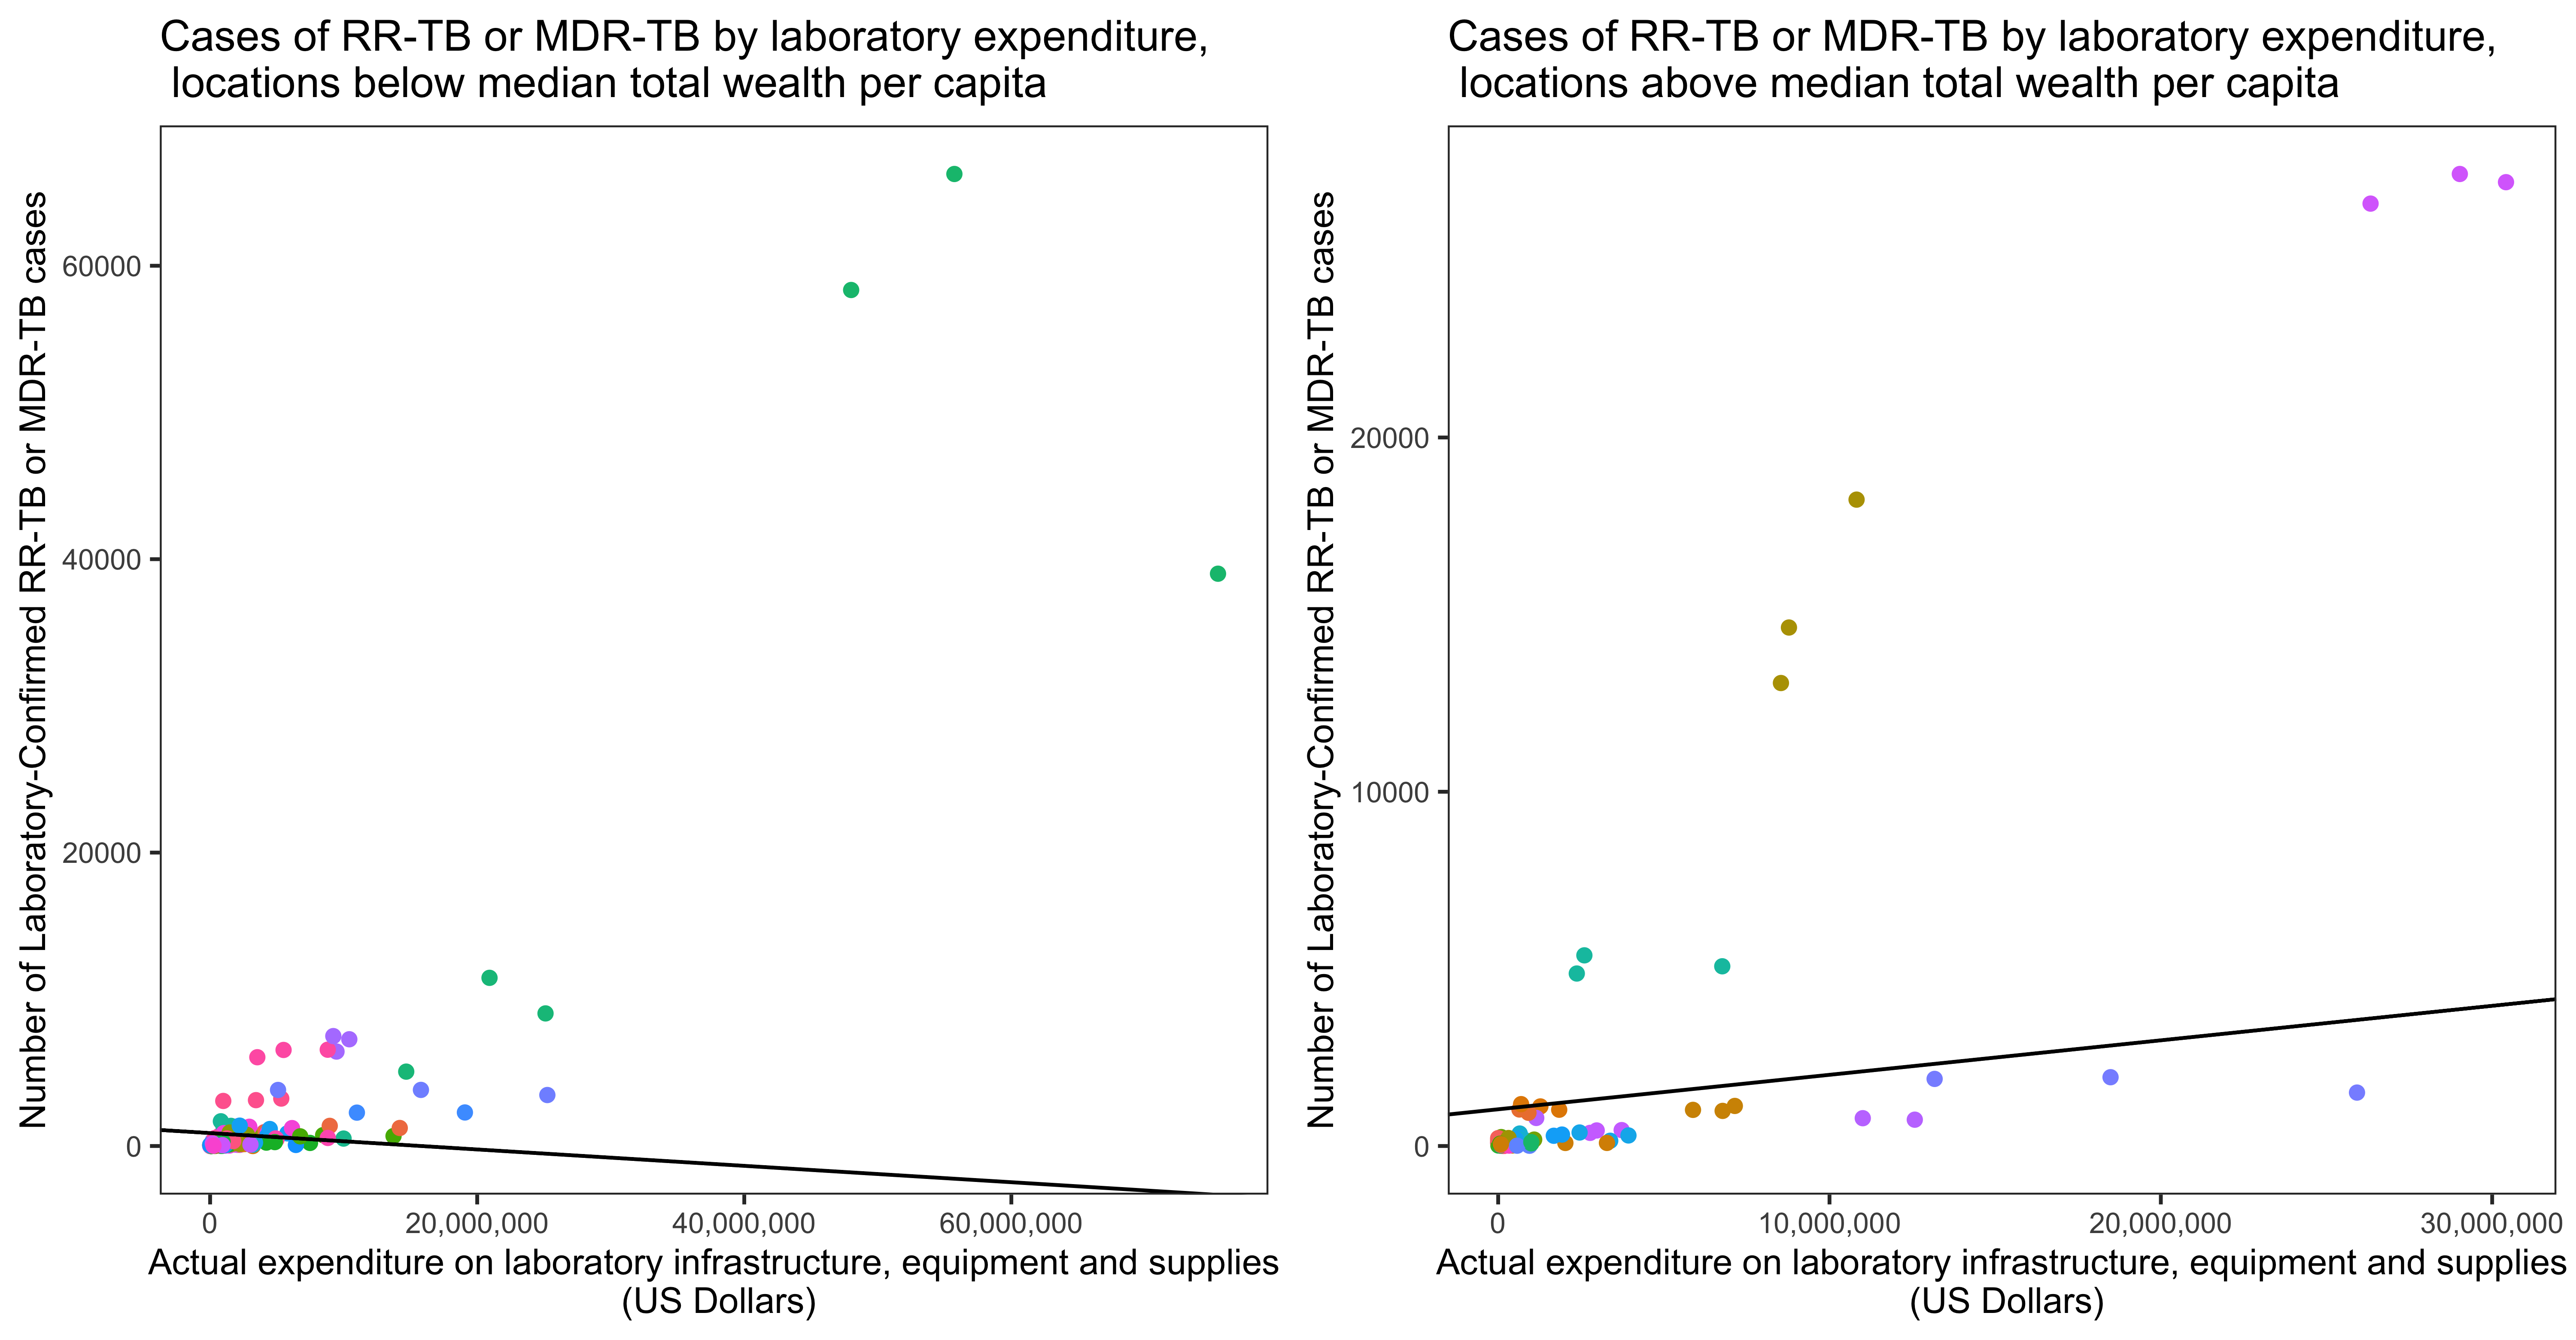 Cases of RR-TB or MDR-TB by laboratory expenditure,
locations below median total wealth per capita
Number of Laboratory-Confirmed RR-TB or MDR-TB cases
60000
40000
20000
0
0
20,000,000
40,000,000
60,000,000
Actual expenditure on laboratory infrastructure, equipment and supplies
(US Dollars)
Cases of RR-TB or MDR-TB by laboratory expenditure,
locations above median total wealth per capita
Number of Laboratory-Confirmed RR-TB or MDR-TB cases
20000
10000
0
0
10,000,000
20,000,000
30,000,000
Actual expenditure on laboratory infrastructure, equipment and supplies
(US Dollars)